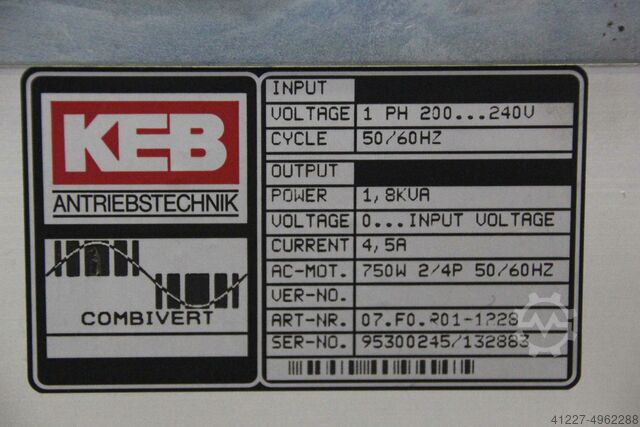 KEB
ANTRIEBSTECHNIK
COMBIVERT
INPUT
VOLTAGE 1 PH 200...240V
CYCLE 50/60HZ
OUTPUT
POWER 1,8KVA
VOLTAGE 0...INPUT VOLTAGE
CURRENT 4,5A
AC-MOT. 750W 2/4P 50/60HZ
VER-NO.
ART-NR. 07.F0.R01-1228
SER-NO. 95300245/132883
41227-4962288